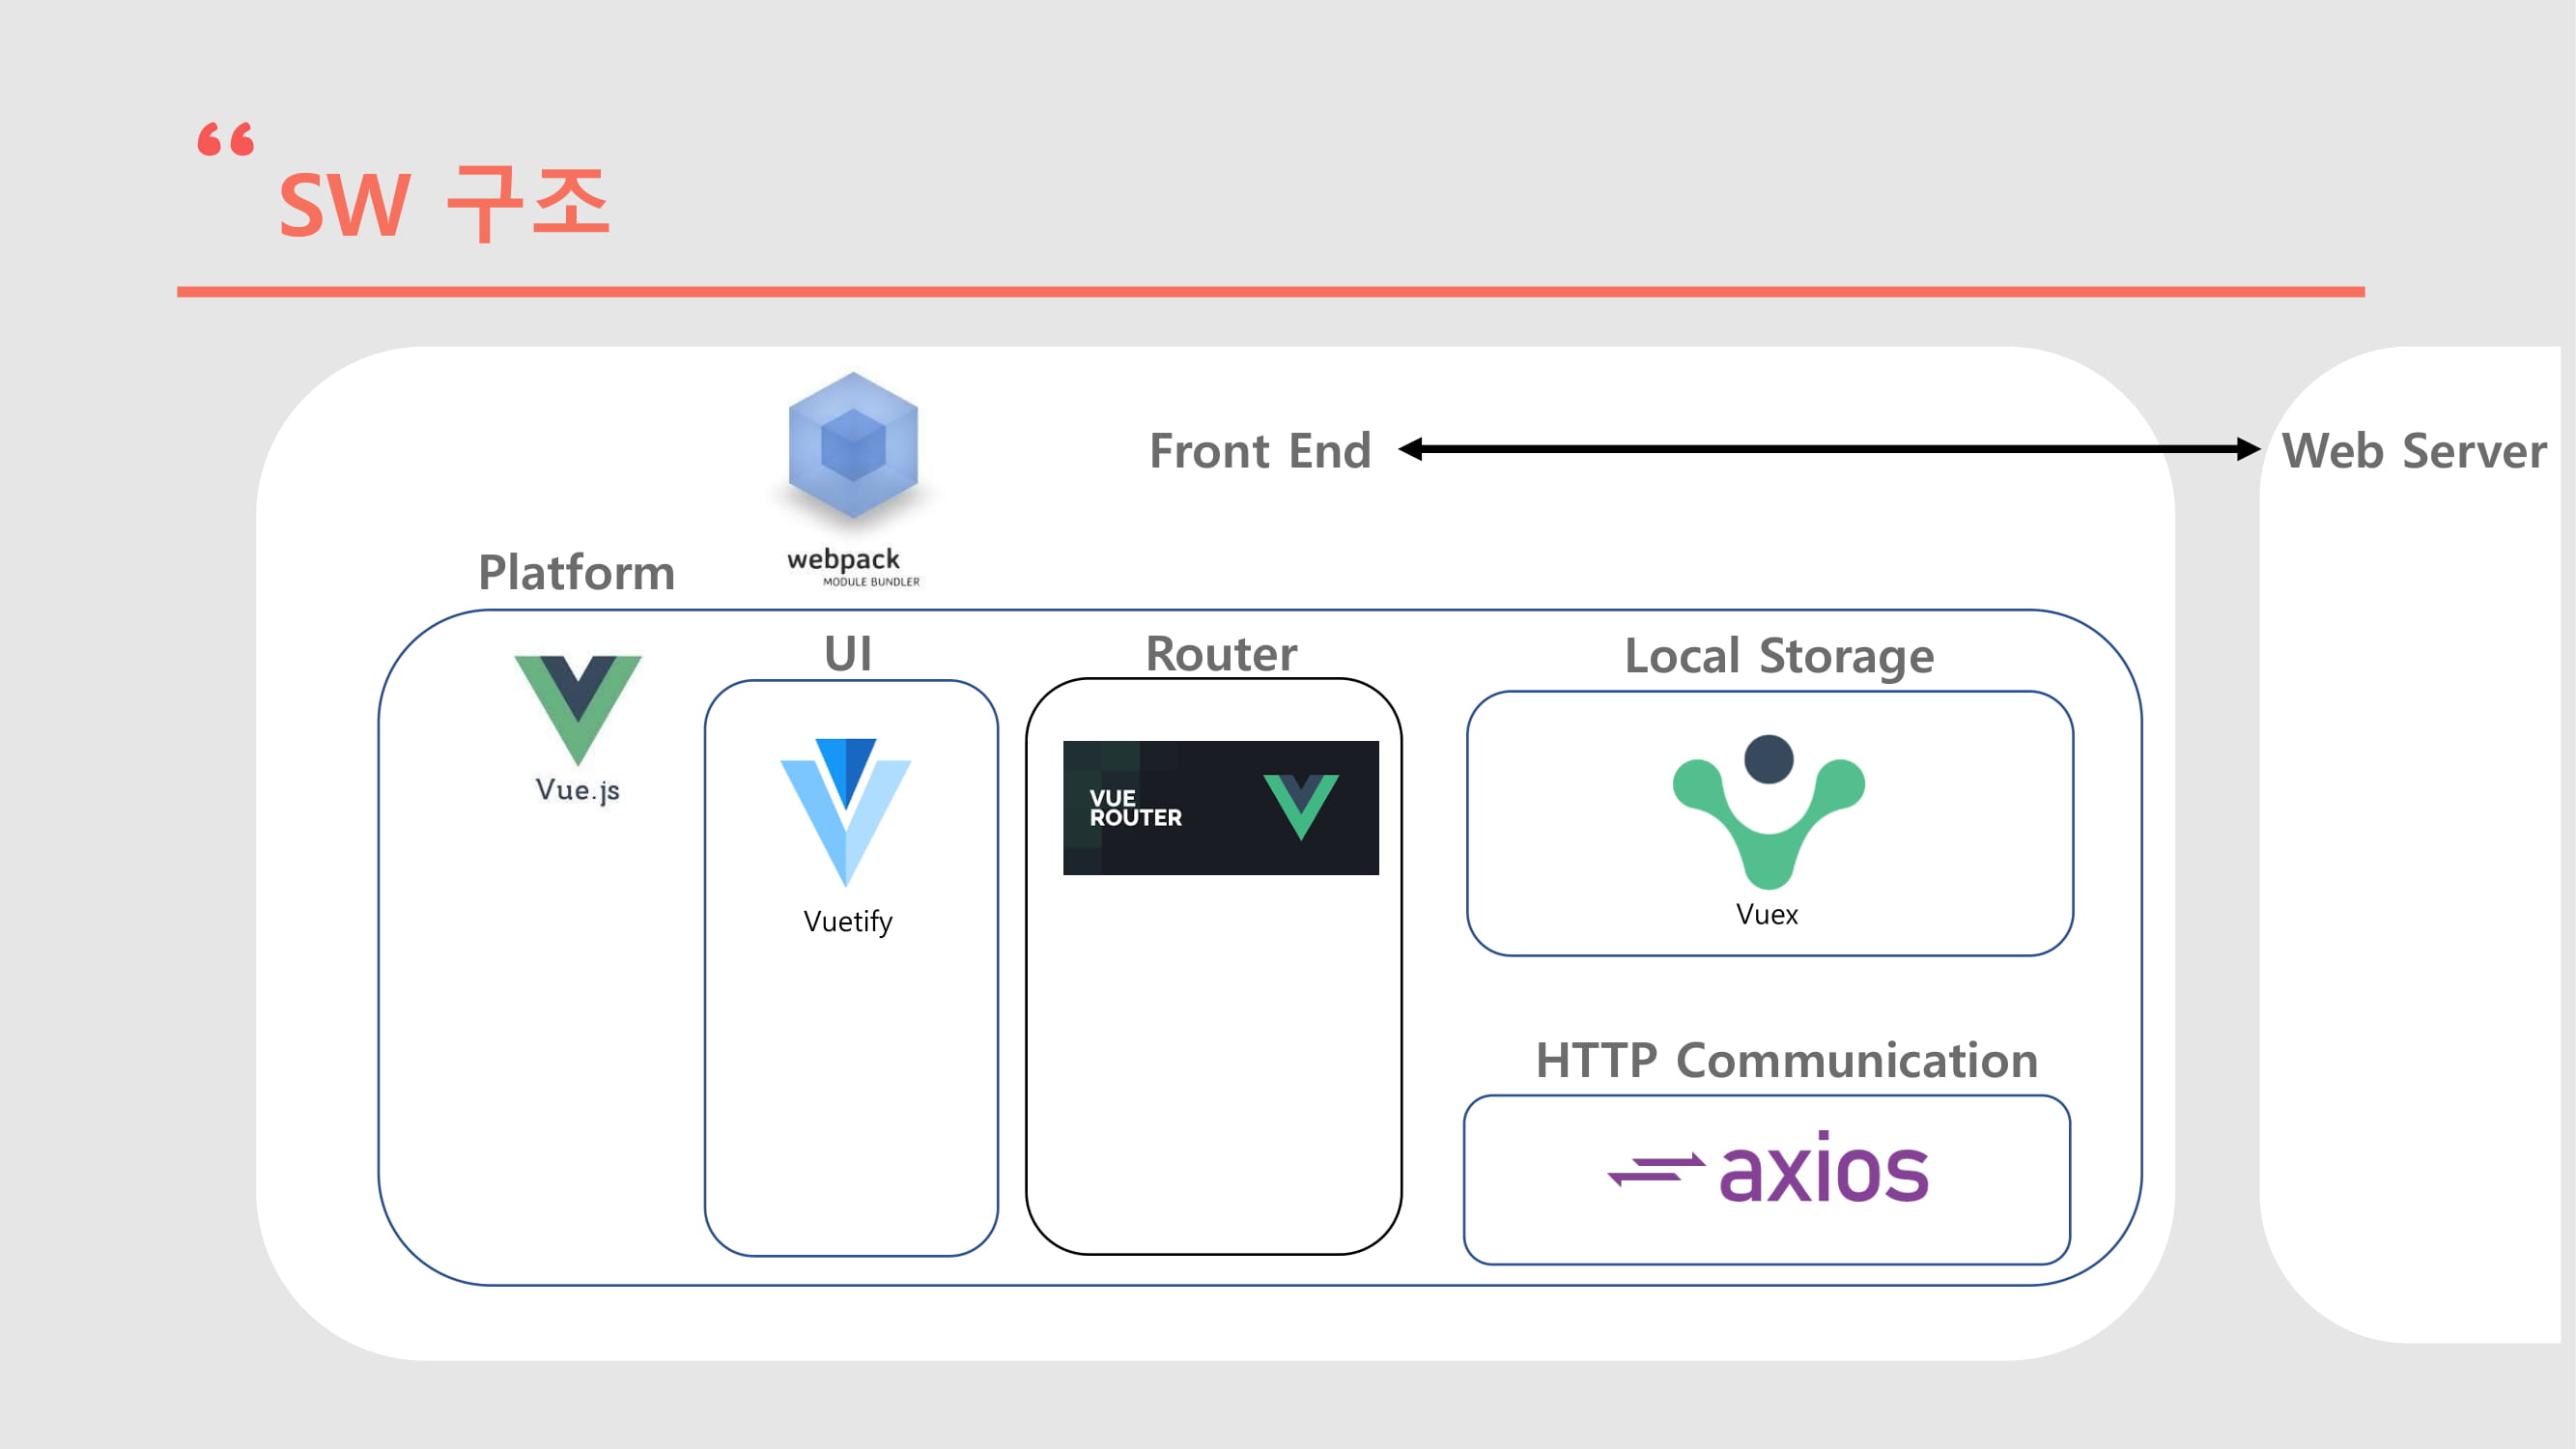 “ SW 구조
Front End
Web Server
webpack
MODULE BUNDLER
Platform
UI
Router
Local Storage
Vue.js
VUE
ROUTER
Vuetify
Vuex
HTTP Communication
axios